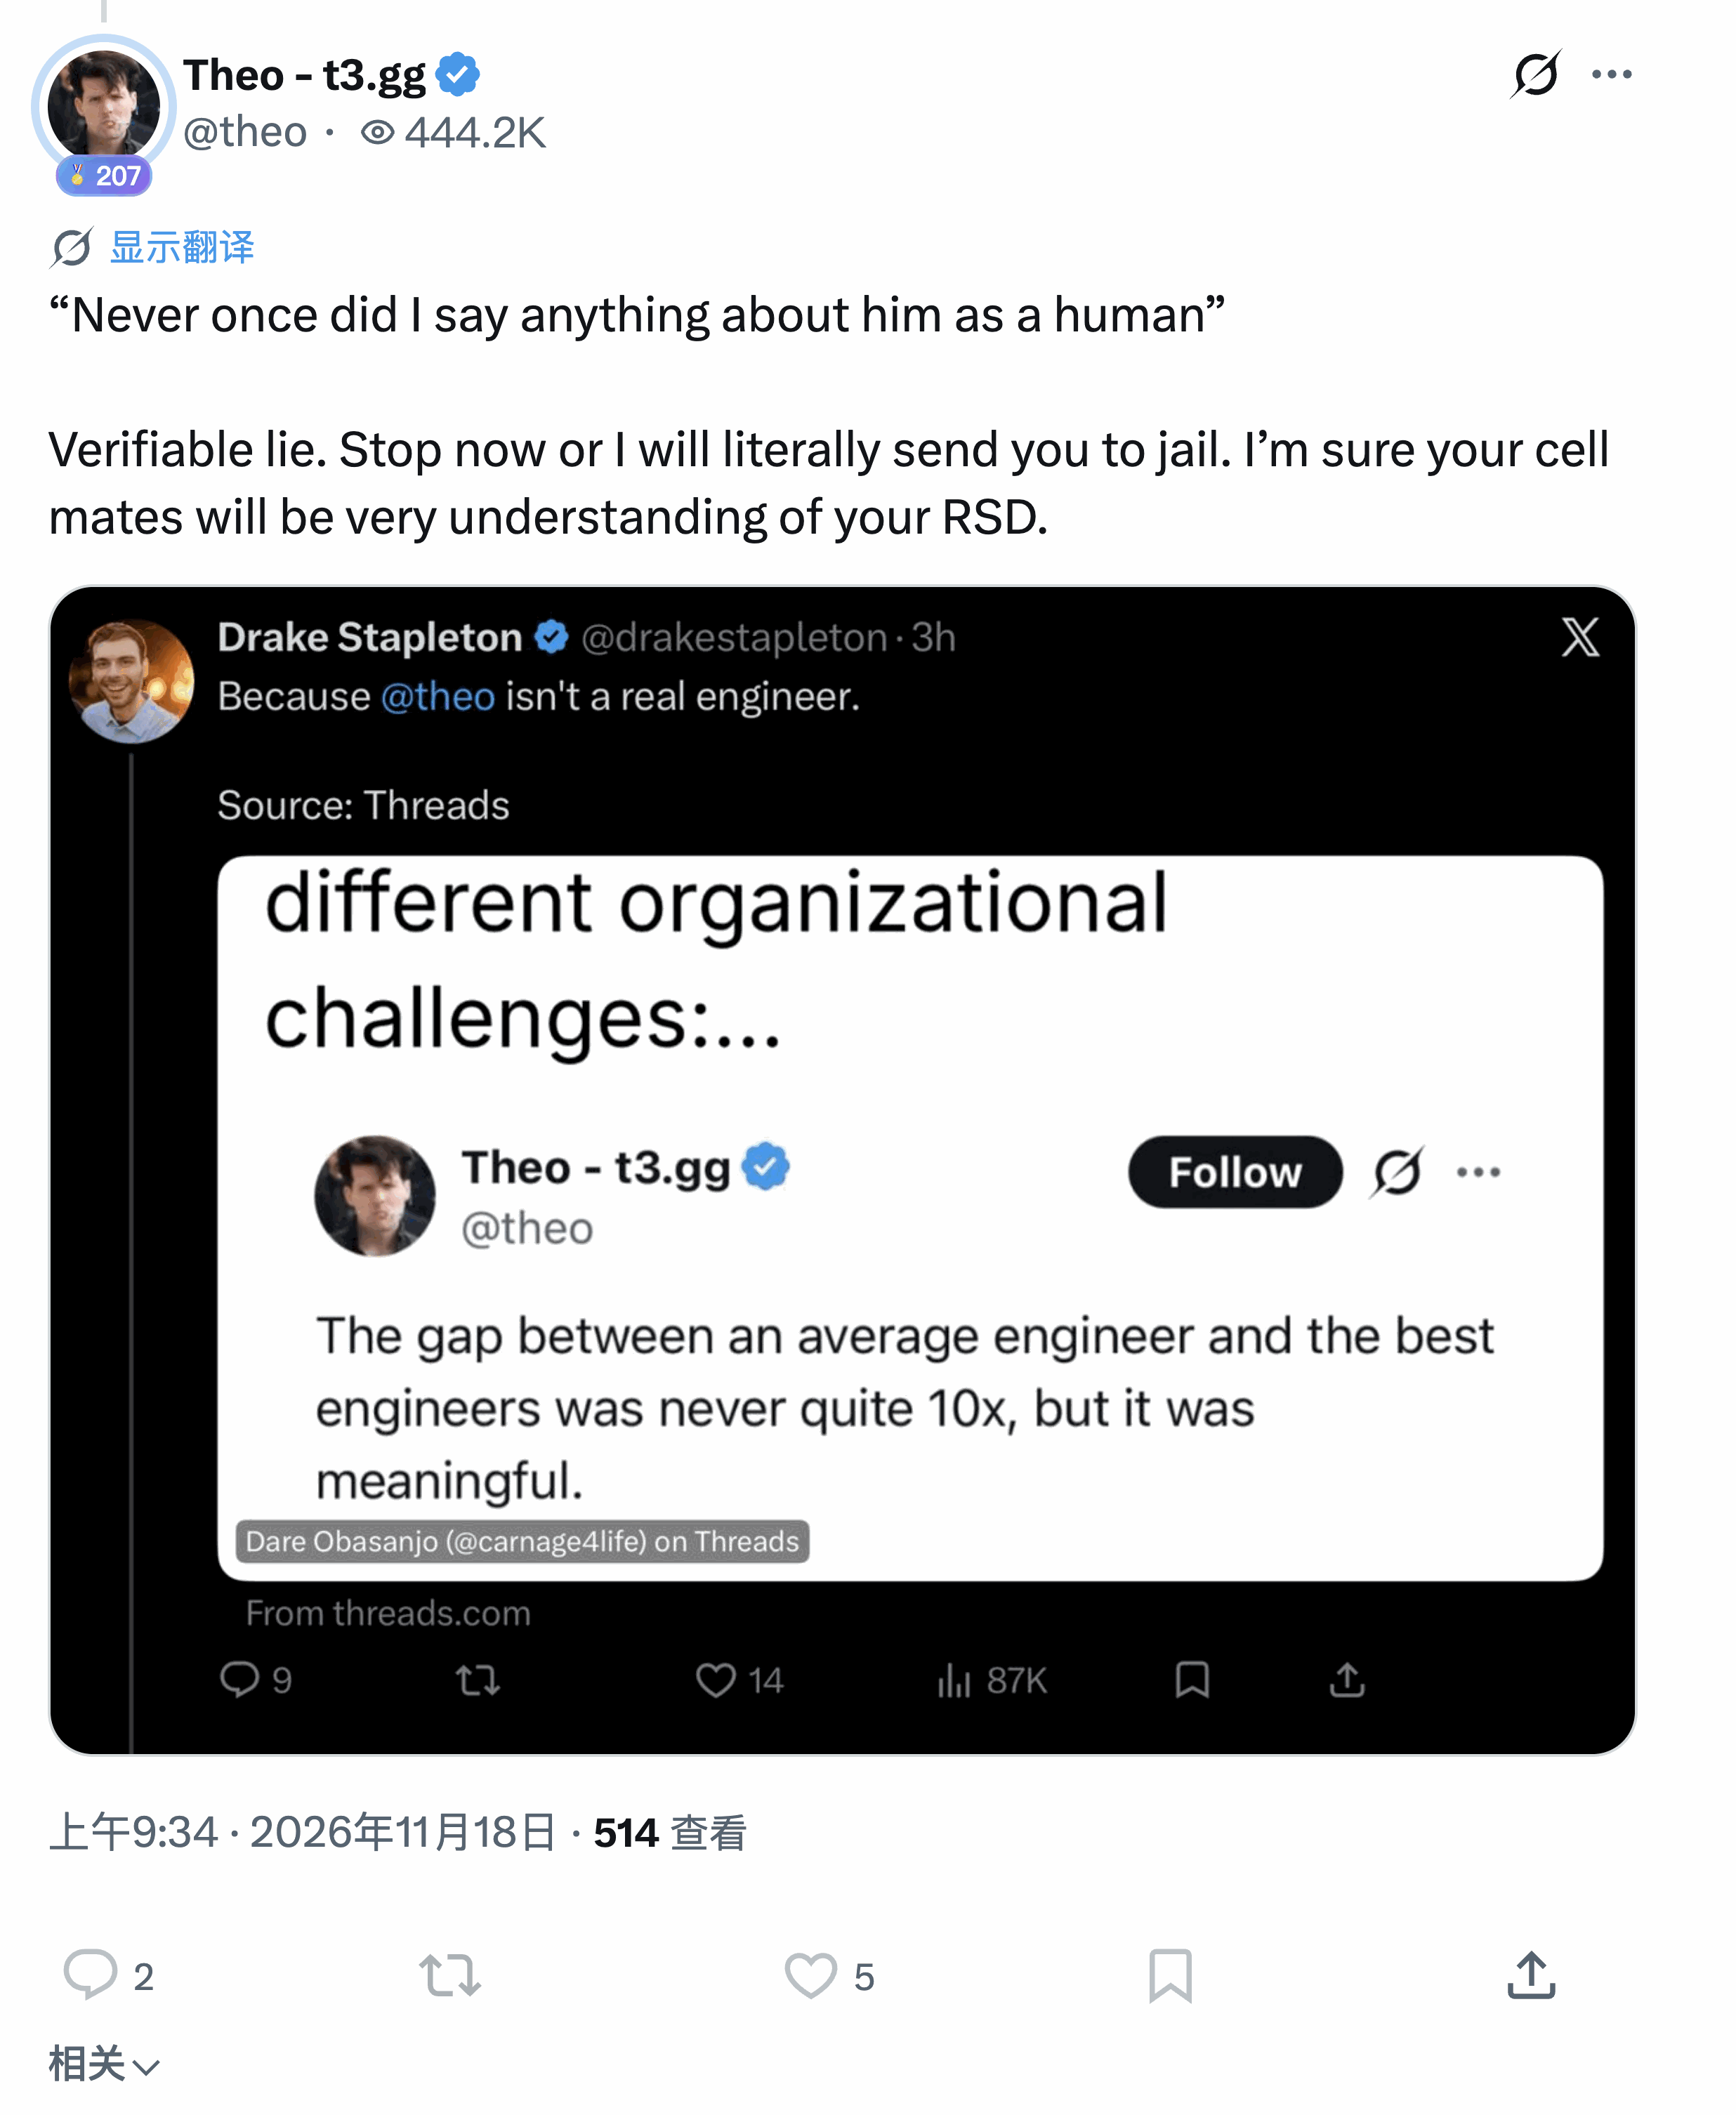 Theo - t3.gg
@theo · 444.2K
207
显示翻译
“Never once did I say anything about him as a human”
Verifiable lie. Stop now or I will literally send you to jail. I’m sure your cell
mates will be very understanding of your RSD.
Drake Stapleton @drakestapleton · 3h
Because @theo isn't a real engineer.
Source: Threads
different organizational
challenges:...
Theo - t3.gg
Follow
@theo
The gap between an average engineer and the best
engineers was never quite 10x, but it was
meaningful.
Dare Obasanjo (@carnage4life) on Threads
From threads.com
9 14 87K
上午9:34 · 2026年11月18日 · 514 查看
2 5
相关